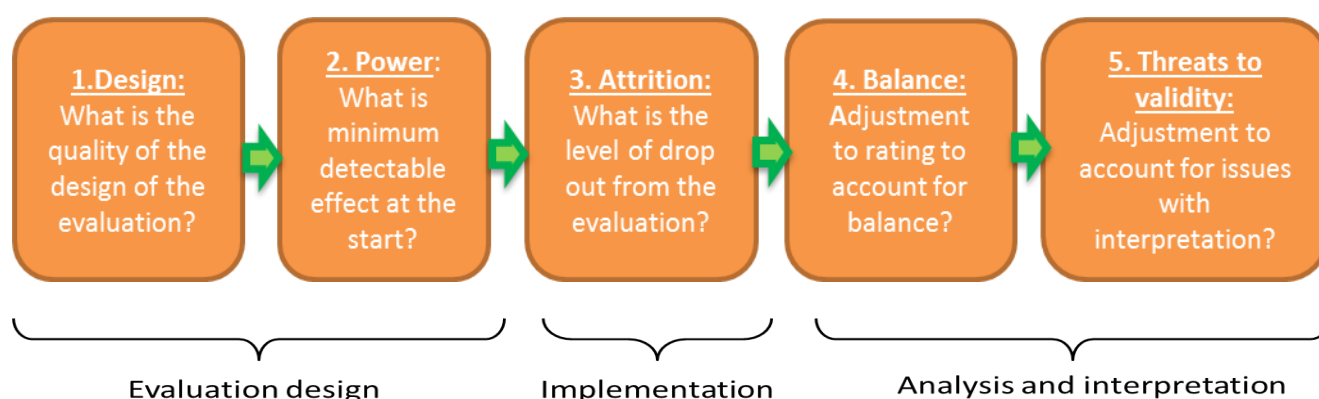 1.Design:
What is the
quality of the
design of the
evaluation?
2. Power:
What is
minimum
detectable
effect at the
start?
3. Attrition:
What is the
level of drop
out from the
evaluation?
4. Balance:
Adjustment
to rating to
account for
balance?
5. Threats to
validity:
Adjustment to
account for issues
with
interpretation?
Evaluation design
Implementation
Analysis and interpretation